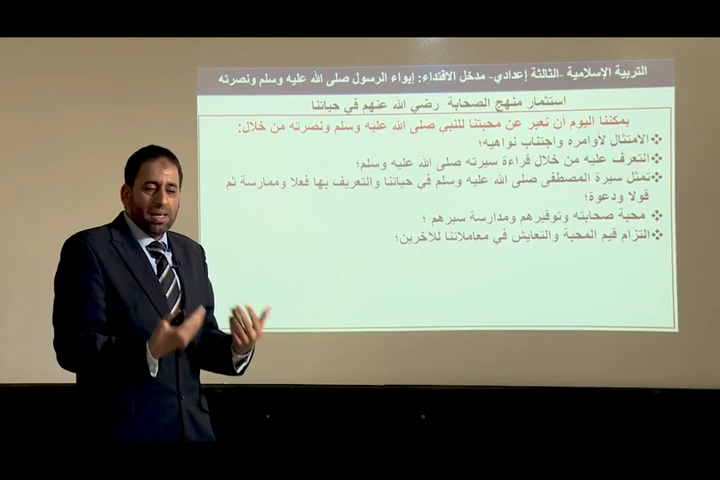 التربية الإسلامية -الثالثة إعدادي- مدخل الاقتداء: إيواء الرسول صلى الله عليه وسلم ونصرته
استثمار منهج الصحابة رضي الله عنهم في حياتنا
يمكننا اليوم أن نعبر عن محبتنا للنبي صلى الله عليه وسلم ونصرته من خلال:
❖الامتثال لأوامره واجتناب نواهيه؛
❖التعرف عليه من خلال قراءة سيرته صلى الله عليه وسلم؛
❖تمثل سيرة المصطفى صلى الله عليه وسلم في حياتنا والتعريف بها فعلا وممارسة ثم
قولا ودعوة؛
❖ محبة صحابته وتوقيرهم ومدارسة سيرهم ؛
❖التزام قيم المحبة والتعايش في معاملاتنا للآخرين؛